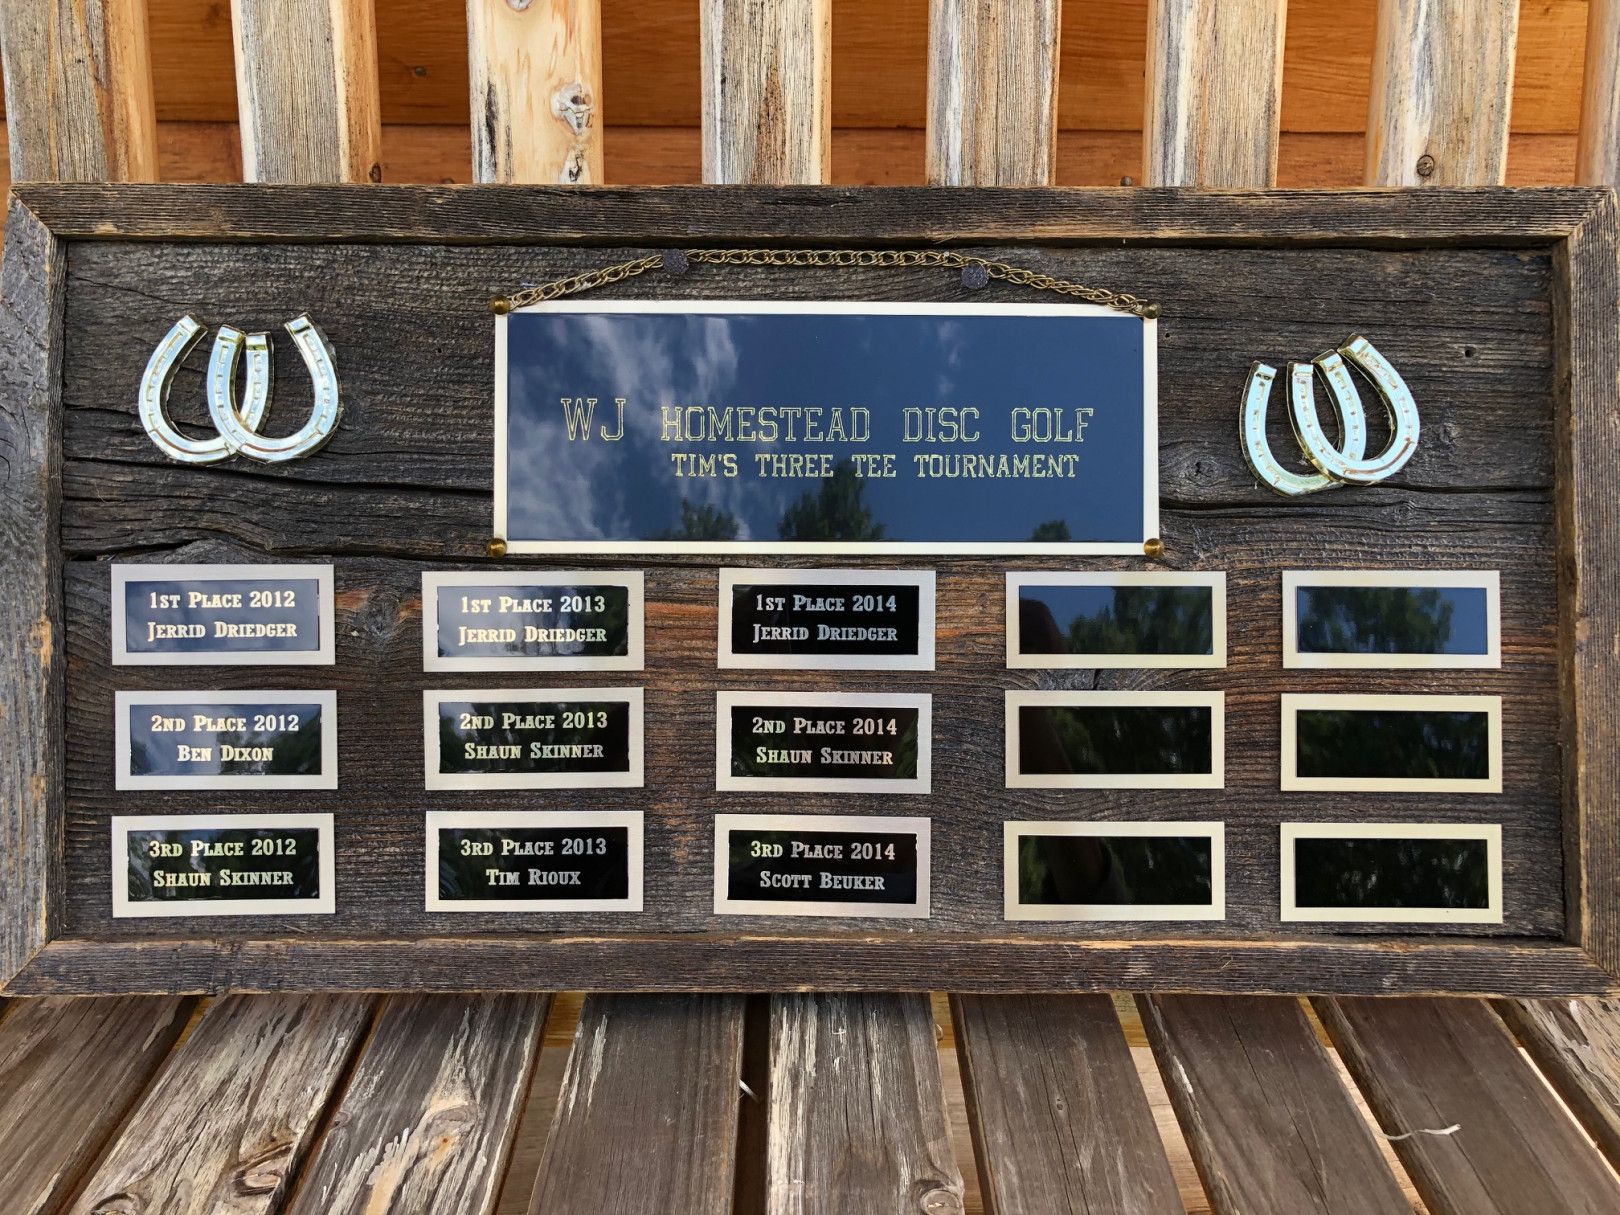 WJ HOMESTEAD DISC GOLF
TIM'S THREE TEE TOURNAMENT
1ST PLACE 2012
JERRID DRIEDGER
1ST PLACE 2013
JERRID DRIEDGER
1ST PLACE 2014
JERRID DRIEDGER
2ND PLACE 2012
BEN DIXON
2ND PLACE 2013
SHAUN SKINNER
2ND PLACE 2014
SHAUN SKINNER
3RD PLACE 2012
SHAUN SKINNER
3RD PLACE 2013
TIM RIOUX
3RD PLACE 2014
SCOTT BEUKER